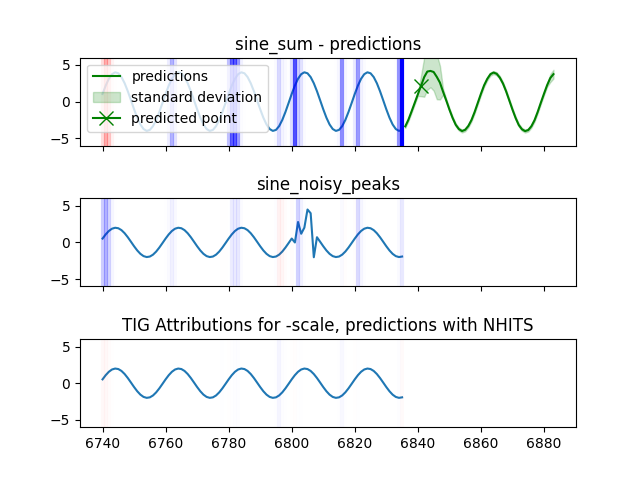 sine_sum - predictions
5
0
−5
predictions
standard deviation
predicted point
sine_noisy_peaks
5
0
−5
TIG Attributions for -scale, predictions with NHITS
5
0
−5
6740 6760 6780 6800 6820 6840 6860 6880